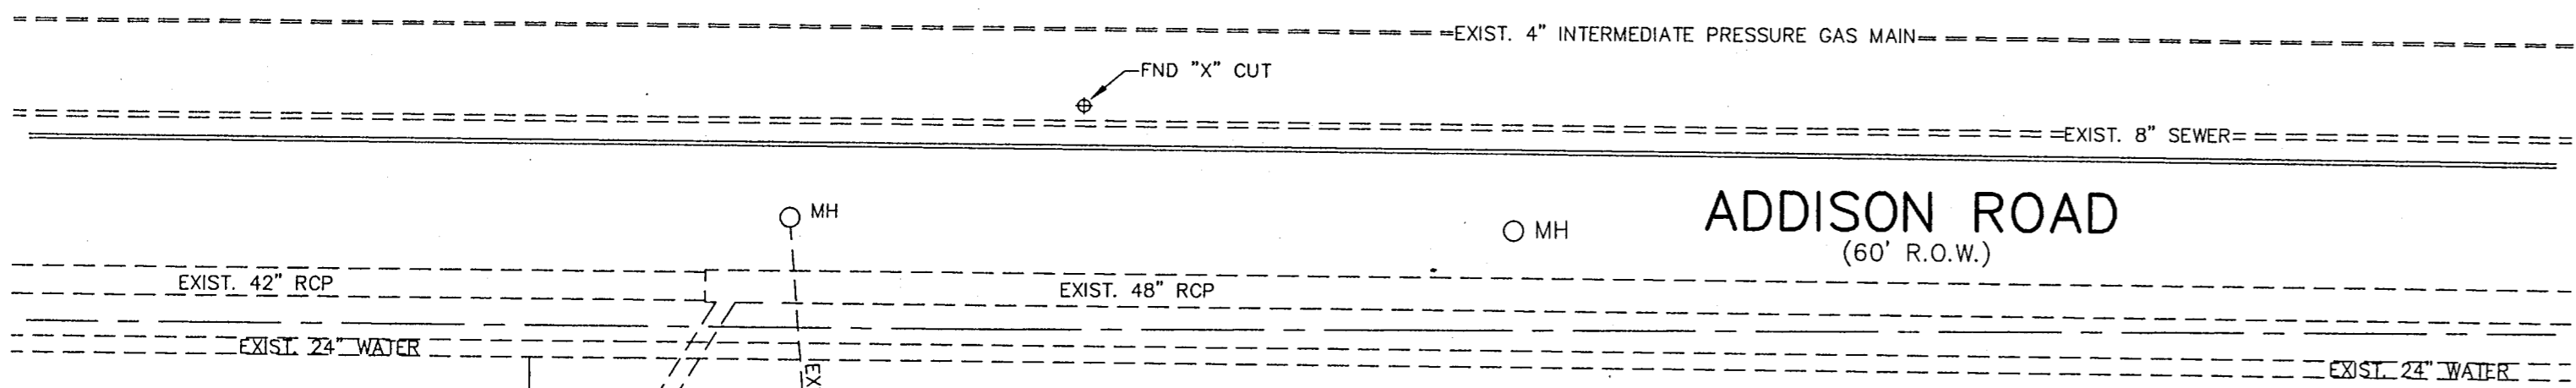 EXIST. 4" INTERMEDIATE PRESSURE GAS MAIN
FND "X" CUT
EXIST. 8" SEWER
ADDISON ROAD
(60' R.O.W.)
MH
MH
EXIST. 42" RCP
EXIST. 48" RCP
EXIST. 24" WATER
EX
EXIST. 24" WATER